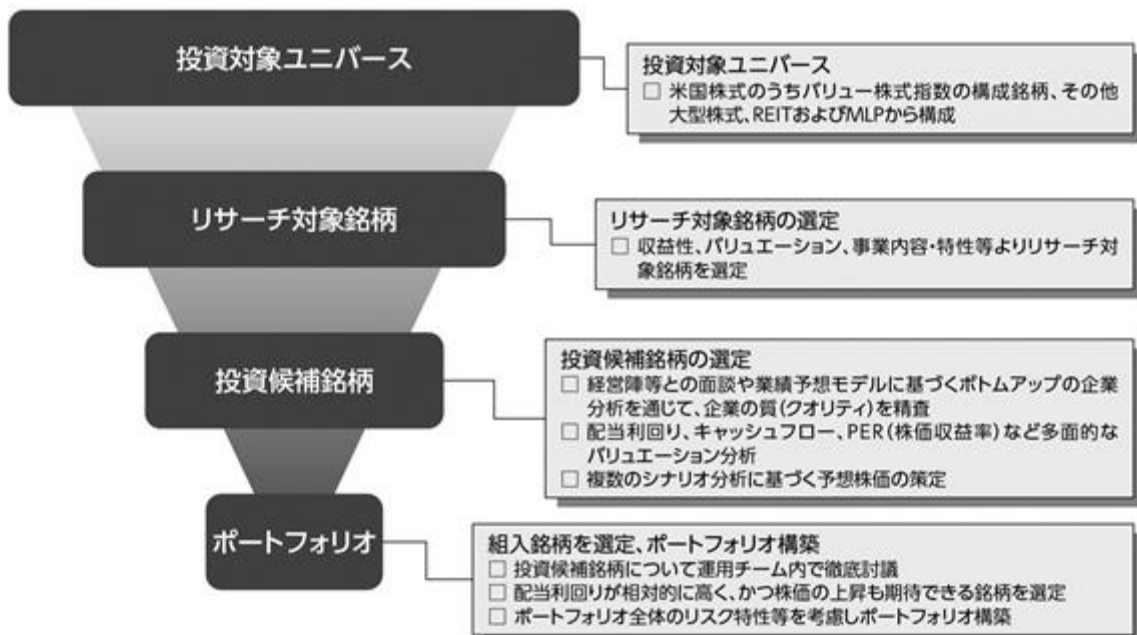 投資対象ユニバース
投資対象ユニバース
□ 米国株式のうちバリュー株式指数の構成銘柄、その他
大型株式、REITおよびMLPから構成
リサーチ対象銘柄
リサーチ対象銘柄の選定
□ 収益性、バリュエーション、事業内容・特性等よりリサーチ対
象銘柄を選定
投資候補銘柄
投資候補銘柄の選定
□ 経営陣等との面談や業績予想モデルに基づくボトムアップの企業
分析を通じて、企業の質(クオリティ)を精査
□ 配当利回り、キャッシュフロー、PER(株価収益率)など多面的な
バリュエーション分析
□ 複数のシナリオ分析に基づく予想株価の策定
ポートフォリオ
組入銘柄を選定、ポートフォリオ構築
□ 投資候補銘柄について運用チーム内で徹底討議
□ 配当利回りが相対的に高く、かつ株価の上昇も期待できる銘柄を選定
□ ポートフォリオ全体のリスク特性等を考慮しポートフォリオ構築